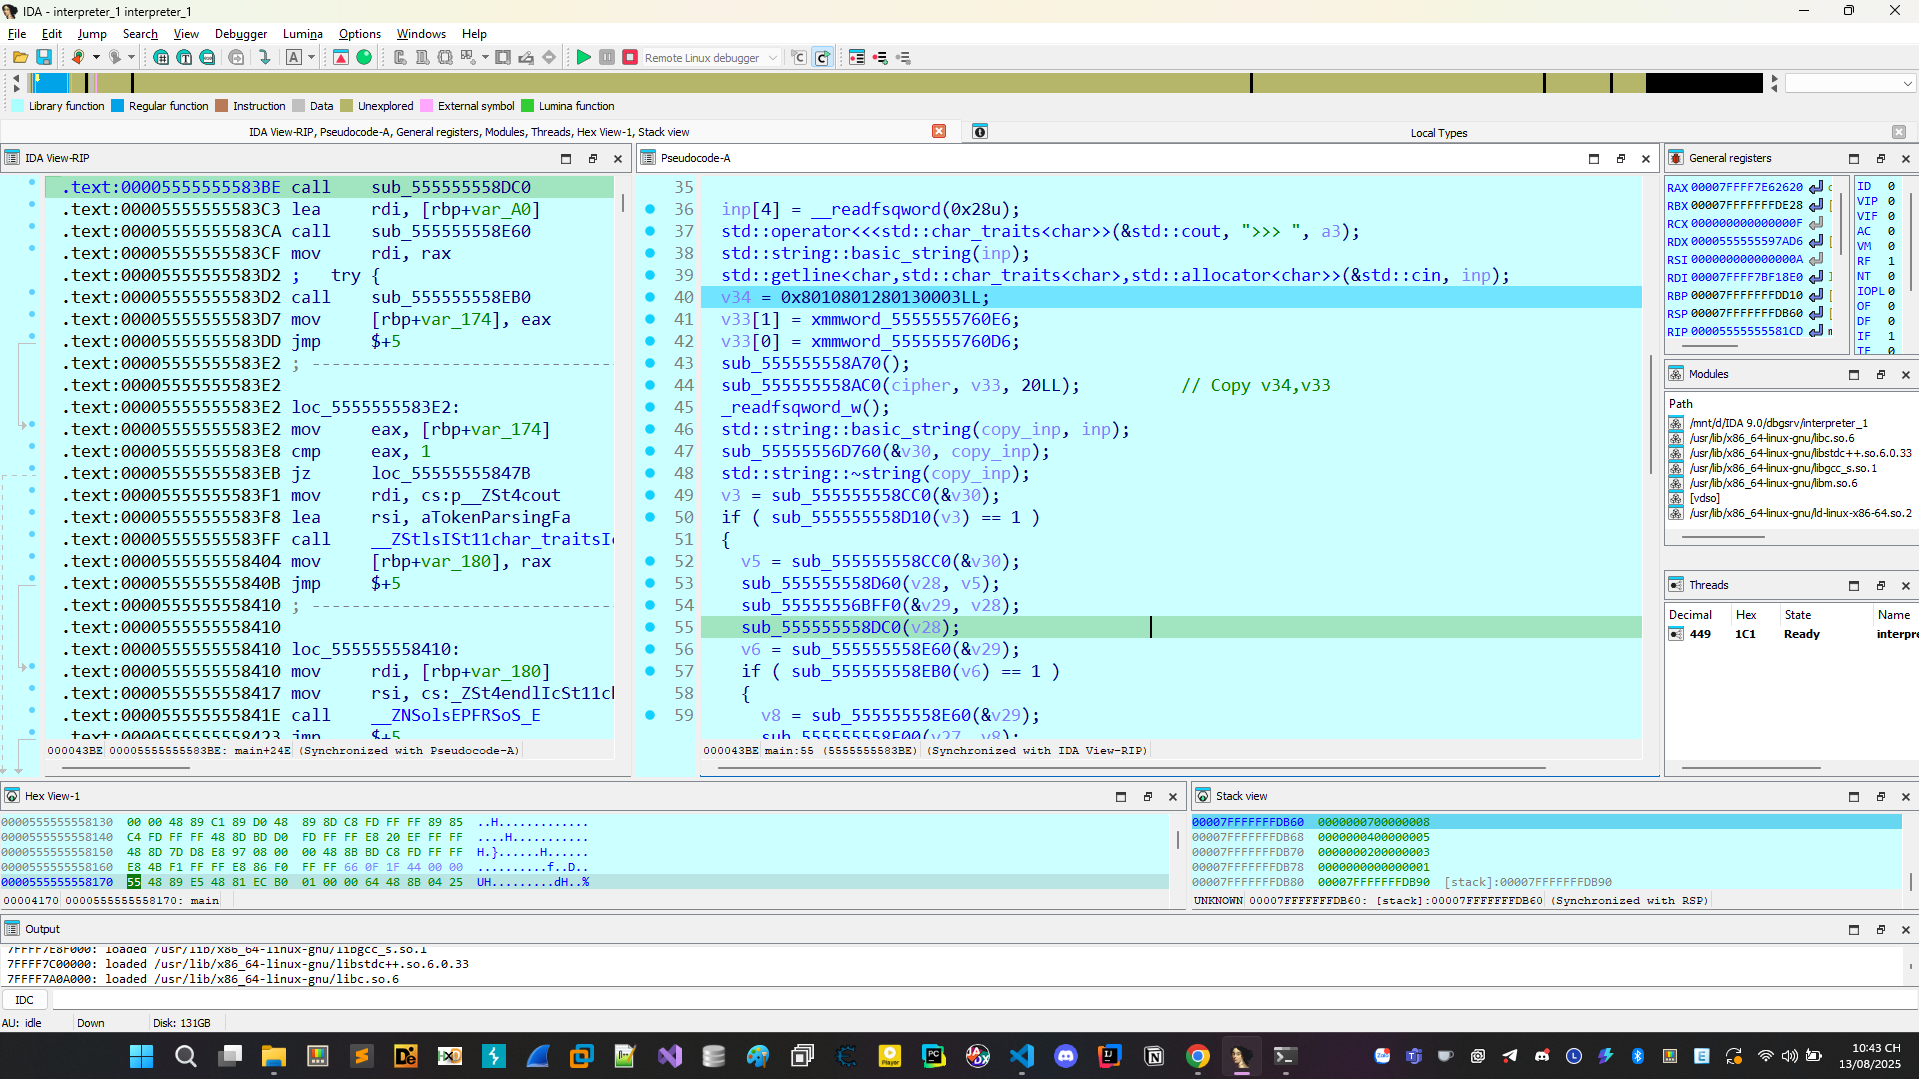 IDA - interpreter_1 interpreter_1
File Edit Jump Search View Debugger Lumina Options Windows Help
Remote Linux debugger
Library function Regular function Instruction Data Unexplored External symbol Lumina function
IDA View-RIP, Pseudocode-A, General registers, Modules, Threads, Hex View-1, Stack view
Local Types
IDA View-RIP
.text:00005555555583BE call sub_555555558DC0
.text:00005555555583C3 lea rdi, [rbp+var_A0]
.text:00005555555583CA call sub_555555558E60
.text:00005555555583CF mov rdi, rax
.text:00005555555583D2 ; try {
.text:00005555555583D2 call sub_555555558EB0
.text:00005555555583D7 mov [rbp+var_174], eax
.text:00005555555583DD jmp $+5
.text:00005555555583E2 ; ---------------------------------
.text:00005555555583E2
.text:00005555555583E2 loc_5555555583E2:
.text:00005555555583E2 mov eax, [rbp+var_174]
.text:00005555555583E8 cmp eax, 1
.text:00005555555583EB jz loc_55555555847B
.text:00005555555583F1 mov rdi, cs:p__ZSt4cout
.text:00005555555583F8 lea rsi, aTokenParsingFa
.text:00005555555583FF call __ZStlsISt11char_traitsI
.text:0000555555558404 mov [rbp+var_180], rax
.text:000055555555840B jmp $+5
.text:0000555555558410 ; ---------------------------------
.text:0000555555558410
.text:0000555555558410 loc_555555558410:
.text:0000555555558410 mov rdi, [rbp+var_180]
.text:0000555555558417 mov rsi, cs:_ZSt4endlIcSt11c
.text:000055555555841E call __ZNSolsEPFRSoS_E
.text:0000555555558423 jmp $+5
000043BE 00005555555583BE: main+24E (Synchronized with Pseudocode-A)
Pseudocode-A
35
36 inp[4] = __readfsqword(0x28u);
37 std::operator<<<std::char_traits<char>>(&std::cout, ">>> ", a3);
38 std::string::basic_string(inp);
39 std::getline<char,std::char_traits<char>,std::allocator<char>>(&std::cin, inp);
40 v34 = 0x8010801280130003LL;
41 v33[1] = xmmword_5555555760E6;
42 v33[0] = xmmword_5555555760D6;
43 sub_555555558A70();
44 sub_555555558AC0(cipher, v33, 20LL); // Copy v34,v33
45 _readfsqword_w();
46 std::string::basic_string(copy_inp, inp);
47 sub_55555556D760(&v30, copy_inp);
48 std::string::~string(copy_inp);
49 v3 = sub_555555558CC0(&v30);
50 if ( sub_555555558D10(v3) == 1 )
51 {
52 v5 = sub_555555558CC0(&v30);
53 sub_555555558D60(v28, v5);
54 sub_55555556BFF0(&v29, v28);
55 sub_555555558DC0(v28);
56 v6 = sub_555555558E60(&v29);
57 if ( sub_555555558EB0(v6) == 1 )
58 {
59 v8 = sub_555555558E60(&v29);
sub_555555558F00(v27, v8);
000043BE main:55 (5555555583BE) (Synchronized with IDA View-RIP)
General registers
RAX 00007FFFF7E62620
RBX 00007FFFFFFFDE28
RCX 000000000000000F
RDX 0000555555597AD6
RSI 000000000000000A
RDI 00007FFFF7BF18E0
RBP 00007FFFFFFFDD10
RSP 00007FFFFFFFDB60
RIP 00005555555581CD
ID 0
VIP 0
VIF 0
AC 0
VM 0
RF 1
NT 0
IOPL 0
OF 0
DF 0
IF 1
TF 0
Modules
Path
/mnt/d/IDA 9.0/dbgsrv/interpreter_1
/usr/lib/x86_64-linux-gnu/libc.so.6
/usr/lib/x86_64-linux-gnu/libstdc++.so.6.0.33
/usr/lib/x86_64-linux-gnu/libgcc_s.so.1
/usr/lib/x86_64-linux-gnu/libm.so.6
[vdso]
/usr/lib/x86_64-linux-gnu/ld-linux-x86-64.so.2
Threads
Decimal Hex State Name
449 1C1 Ready interpre
Hex View-1
0000555555558130 00 00 48 89 C1 89 D0 48 89 8D C8 FD FF FF 89 85 ..H.............
0000555555558140 C4 FD FF FF 48 8D BD D0 FD FF FF E8 20 EF FF FF ....H...........
0000555555558150 48 8D 7D D8 E8 97 08 00 00 48 8B BD C8 FD FF FF H.}......H......
0000555555558160 E8 4B F1 FF FF E8 86 F0 FF FF 66 0F 1F 44 00 00 ..........f..D..
0000555555558170 55 48 89 E5 48 81 EC B0 01 00 00 64 48 8B 04 25 UH.........dH..%
00004170 0000555555558170: main
Stack view
00007FFFFFFFDB60 0000000700000008
00007FFFFFFFDB68 0000000400000005
00007FFFFFFFDB70 0000000200000003
00007FFFFFFFDB78 0000000000000001
00007FFFFFFFDB80 00007FFFFFFFDB90 [stack]:00007FFFFFFFDB90
UNKNOWN 00007FFFFFFFDB60: [stack]:00007FFFFFFFDB60 (Synchronized with RSP)
Output
7FFFF7E8F000: loaded /usr/lib/x86_64-linux-gnu/libgcc_s.so.1
7FFFF7C00000: loaded /usr/lib/x86_64-linux-gnu/libstdc++.so.6.0.33
7FFFF7A0A000: loaded /usr/lib/x86_64-linux-gnu/libc.so.6
IDC
AU: idle Down Disk: 131GB
10:43 CH
13/08/2025